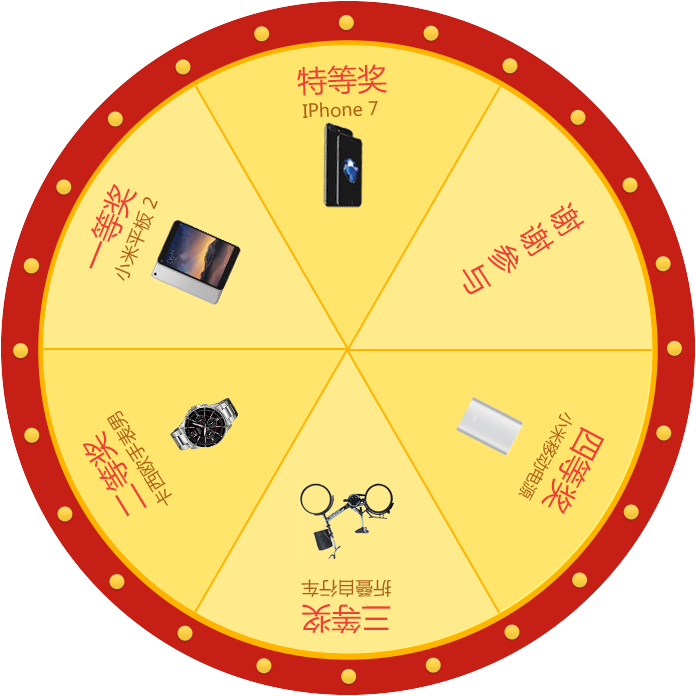 特等奖
IPhone 7
谢谢参与
四等奖
小米移动电源
三等奖
折叠自行车
二等奖
卡西欧手表男
一等奖
小米平板 2